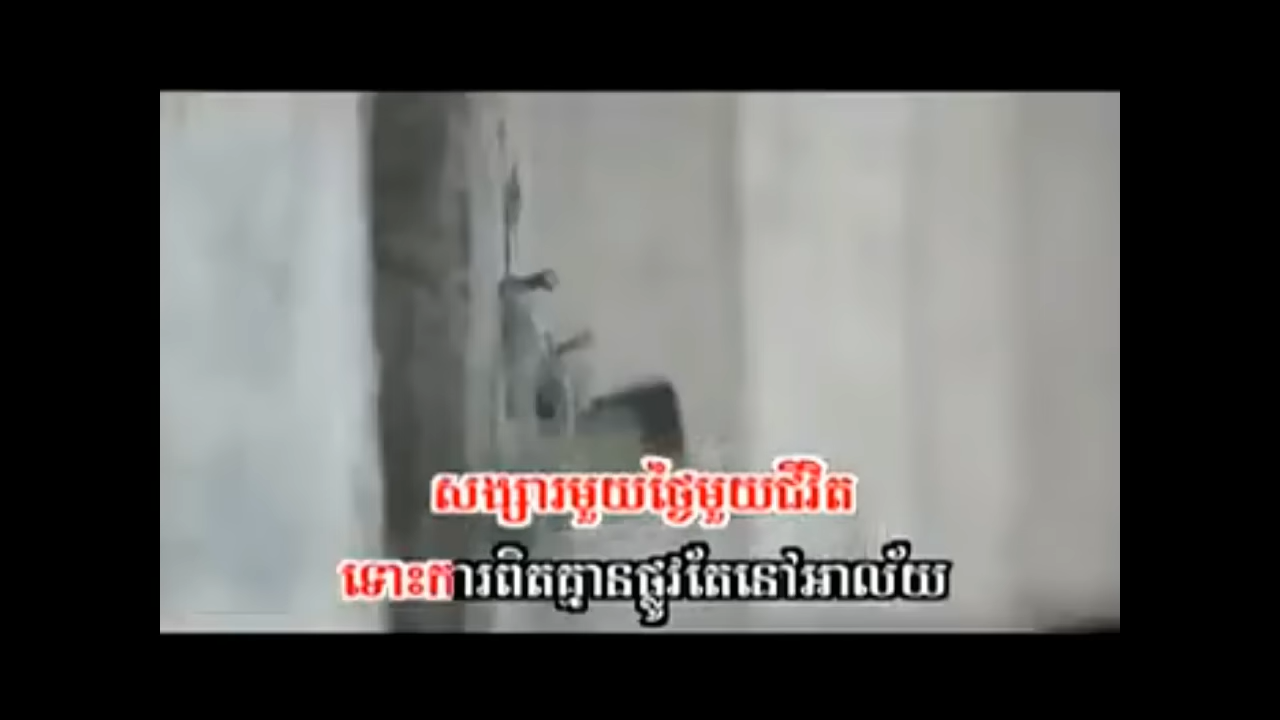 សង្សារមួយថ្ងៃមួយជីវិត
ទោះការពិតគ្មានផ្លូវតែនៅអាល័យ